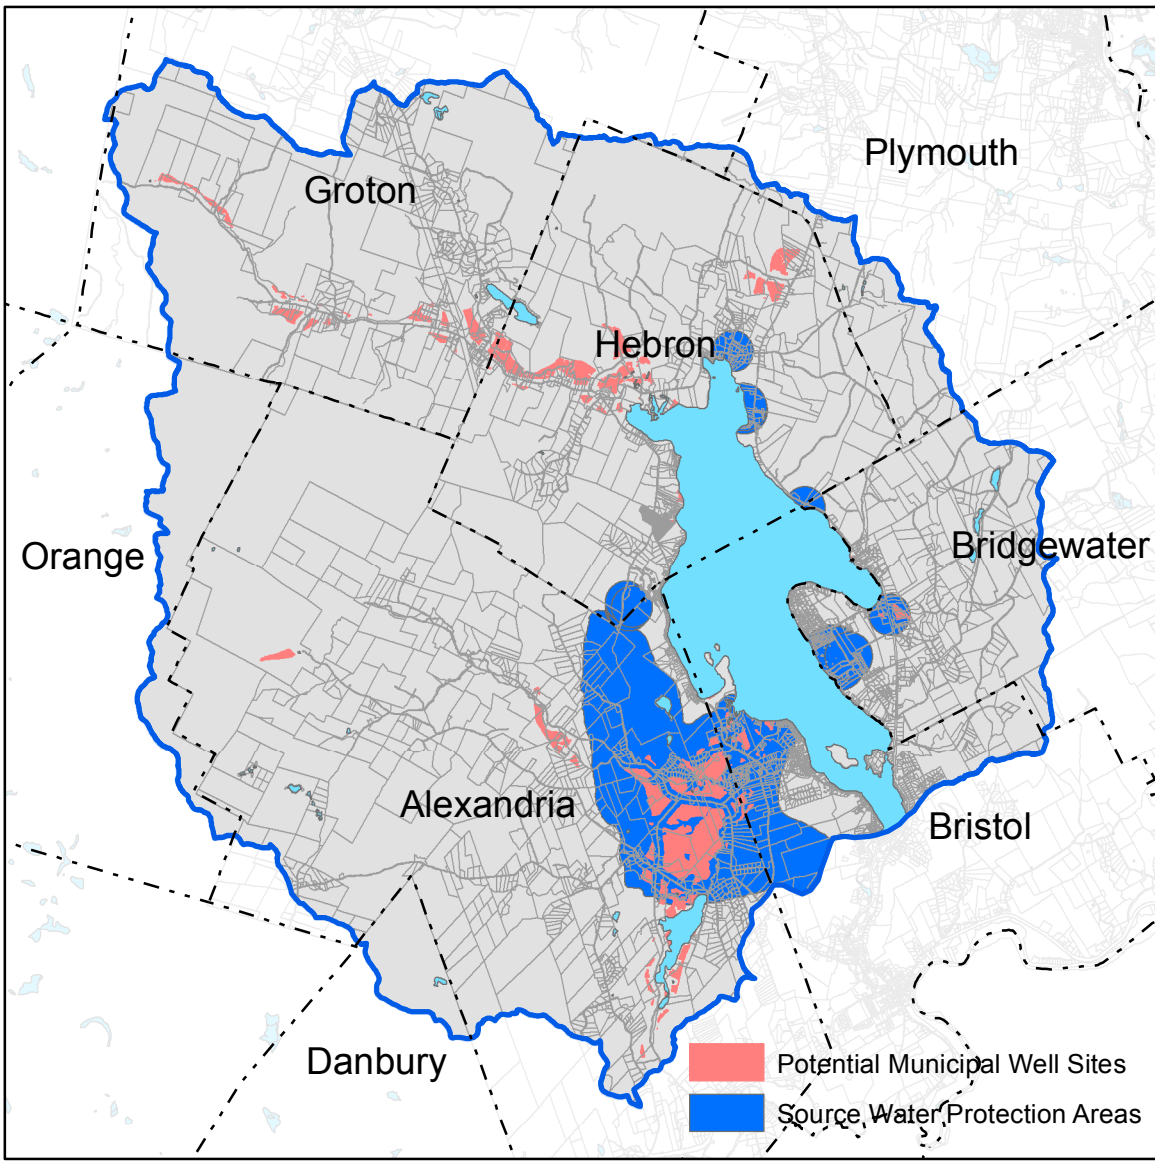 Plymouth
Groton
Hebron
Orange
Bridgewater
Alexandria
Bristol
Danbury
Potential Municipal Well Sites
Source Water Protection Areas